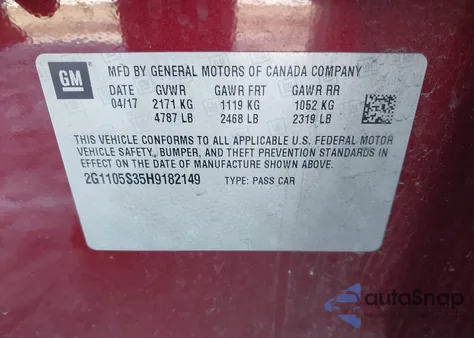 GM
MFD BY GENERAL MOTORS OF CANADA COMPANY
DATE GVWR GAWR FRT GAWR RR
04/17 2171 KG 1119 KG 1052 KG
4787 LB 2468 LB 2319 LB
THIS VEHICLE CONFORMS TO ALL APPLICABLE U.S. FEDERAL MOTOR
VEHICLE SAFETY, BUMPER, AND THEFT PREVENTION STANDARDS IN
EFFECT ON THE DATE OF MANUFACTURE SHOWN ABOVE.
2G1105S35H9182149 TYPE: PASS CAR
autoSnap